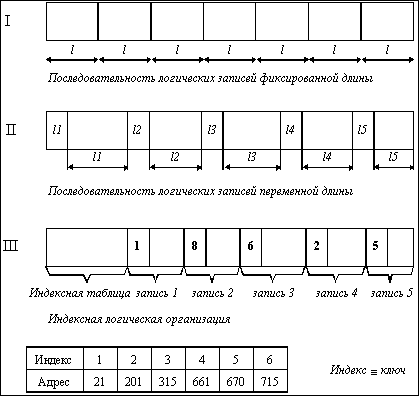 I
l l l l l l l
Последовательность логических записей фиксированной длины
II
l1 l2 l3 l4 l5
l1 l2 l3 l4 l5
Последовательность логических записей переменной длины
III
1 8 6 2 5
Индексная таблица запись 1 запись 2 запись 3 запись 4 запись 5
Индексная логическая организация
Индекс 1 2 3 4 5 6
Адрес 21 201 315 661 670 715
Индекс ≡ ключ